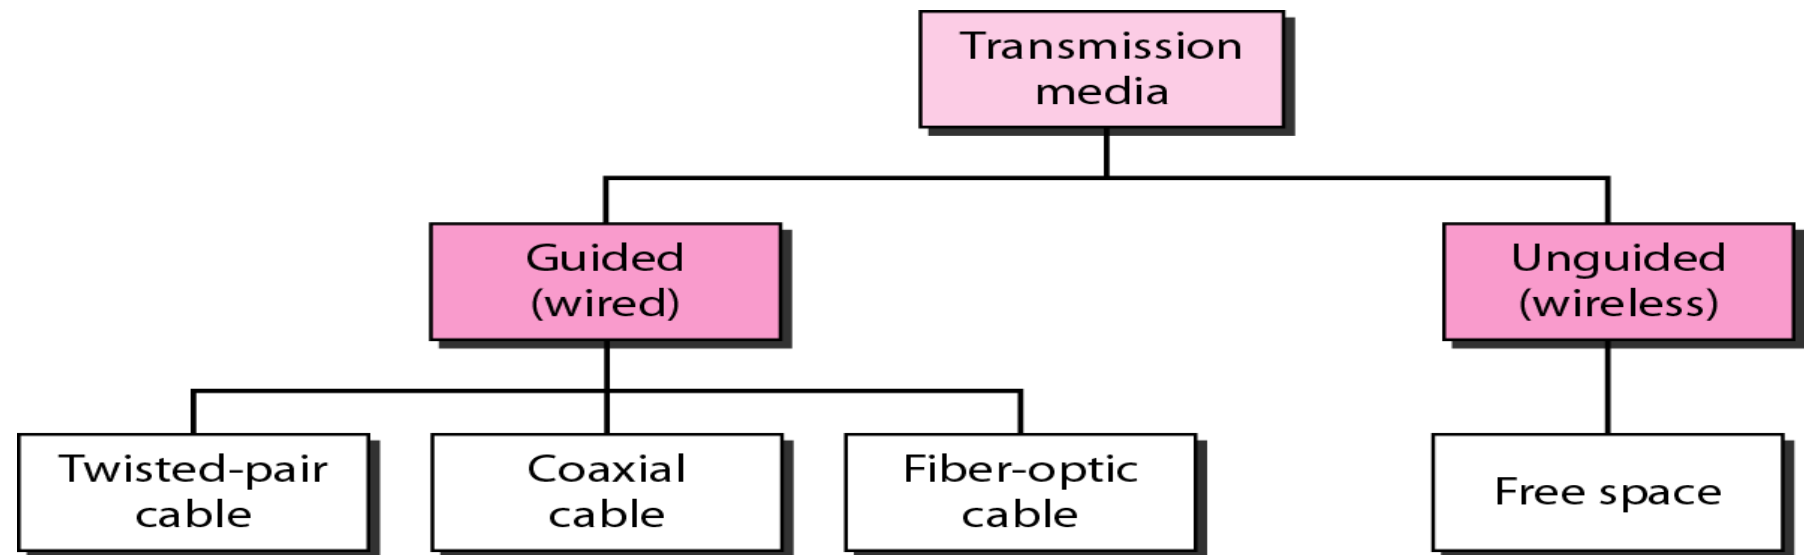 Transmission
media
Guided
(wired)
Unguided
(wireless)
Twisted-pair
cable
Coaxial
cable
Fiber-optic
cable
Free space